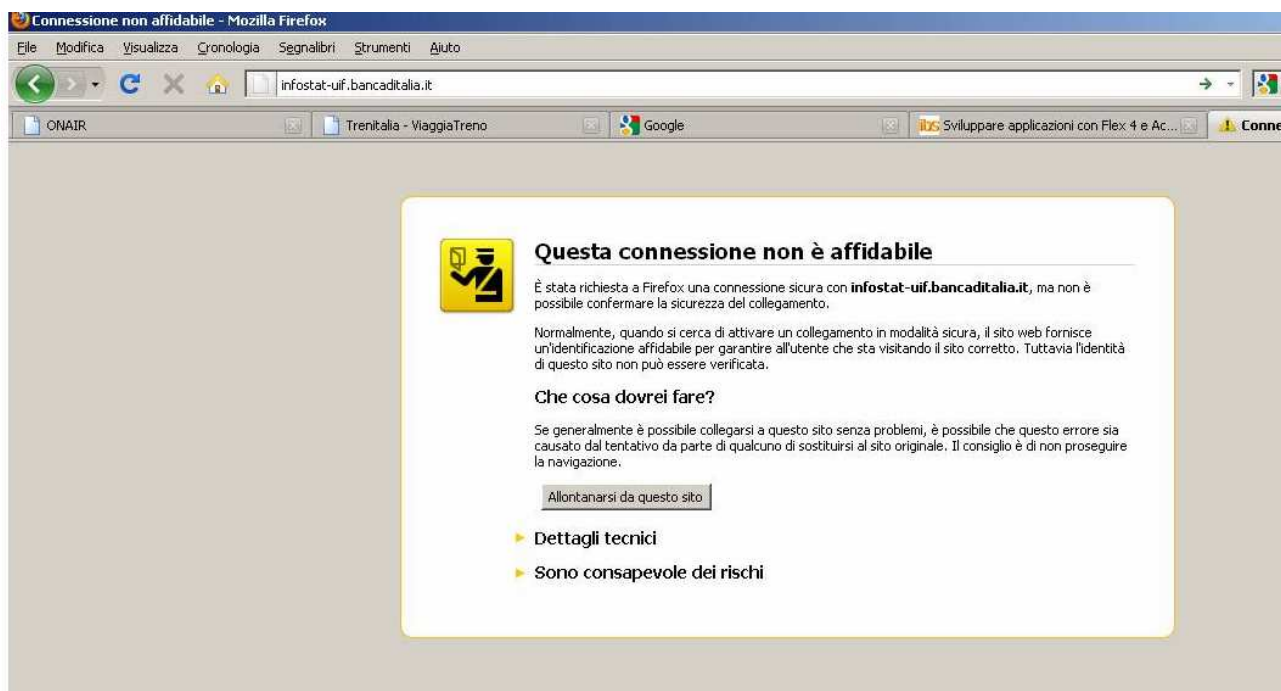 Connessione non affidabile - Mozilla Firefox
File Modifica Visualizza Cronologia Segnalibri Strumenti Aiuto
infostat-uif.bancaditalia.it
ONAIR Trenitalia - ViaggiaTreno Google Sviluppare applicazioni con Flex 4 e Ac... Conne
Questa connessione non è affidabile
È stata richiesta a Firefox una connessione sicura con infostat-uif.bancaditalia.it, ma non è
possibile confermare la sicurezza del collegamento.
Normalmente, quando si cerca di attivare un collegamento in modalità sicura, il sito web fornisce
un'identificazione affidabile per garantire all'utente che sta visitando il sito corretto. Tuttavia l'identità
di questo sito non può essere verificata.
Che cosa dovrei fare?
Se generalmente è possibile collegarsi a questo sito senza problemi, è possibile che questo errore sia
causato dal tentativo da parte di qualcuno di sostituirsi al sito originale. Il consiglio è di non proseguire
la navigazione.
Allontanarsi da questo sito
Dettagli tecnici
Sono consapevole dei rischi